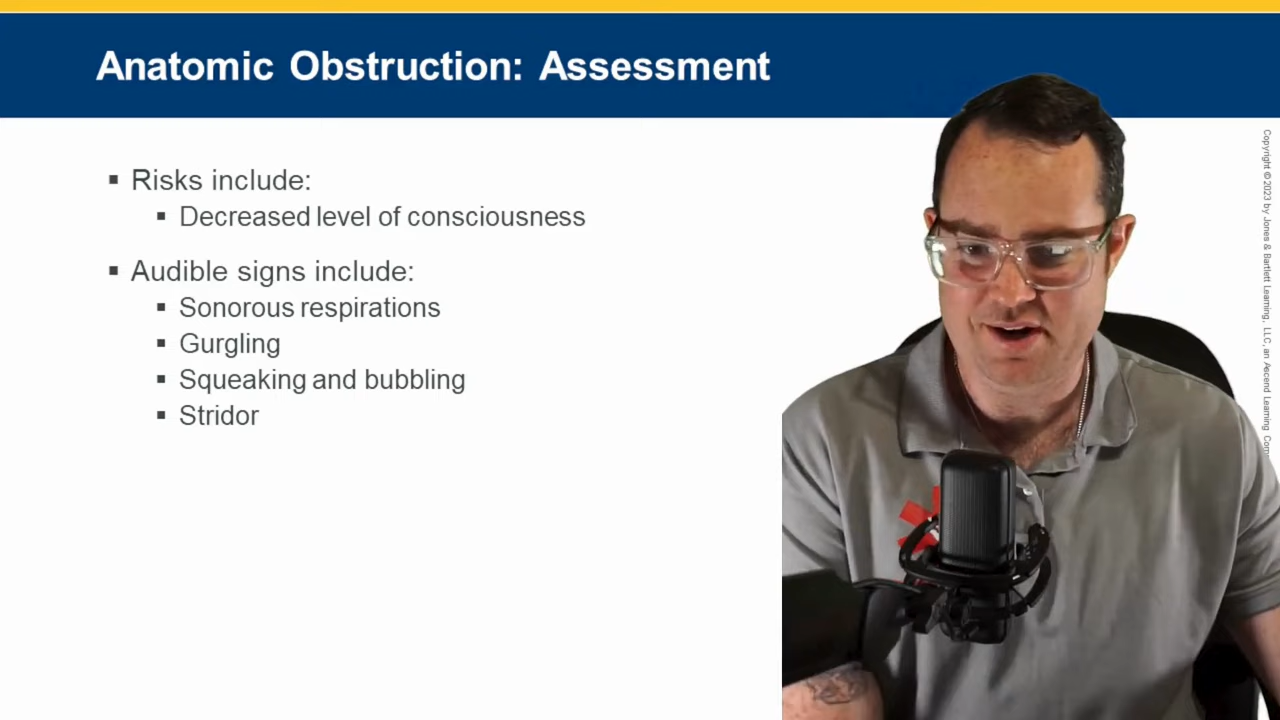 Anatomic Obstruction: Assessment
▪ Risks include:
▪ Decreased level of consciousness
▪ Audible signs include:
▪ Sonorous respirations
▪ Gurgling
▪ Squeaking and bubbling
▪ Stridor
Copyright ©2023 by Jones & Bartlett Learning, LLC, an Ascend Learning